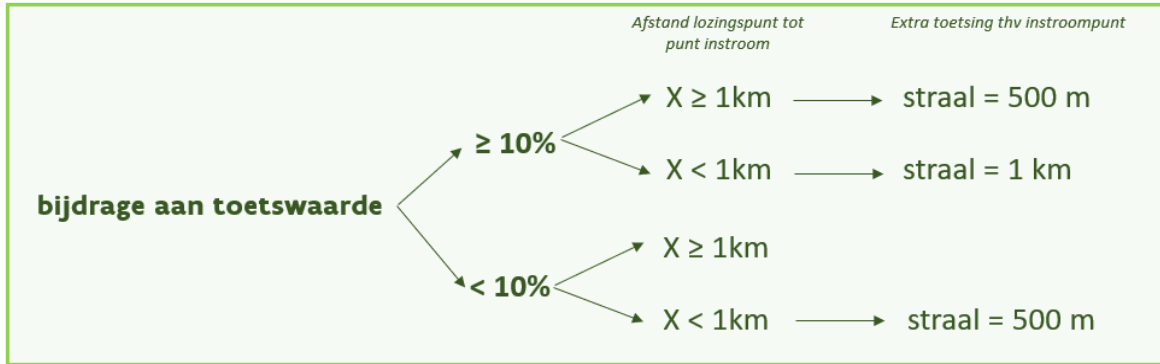 Afstand lozingspunt tot
punt instroom
Extra toetsing thv instroompunt
X ≥ 1km
straal = 500 m
≥ 10%
X < 1km
straal = 1 km
bijdrage aan toetswaarde
X ≥ 1km
< 10%
X < 1km
straal = 500 m